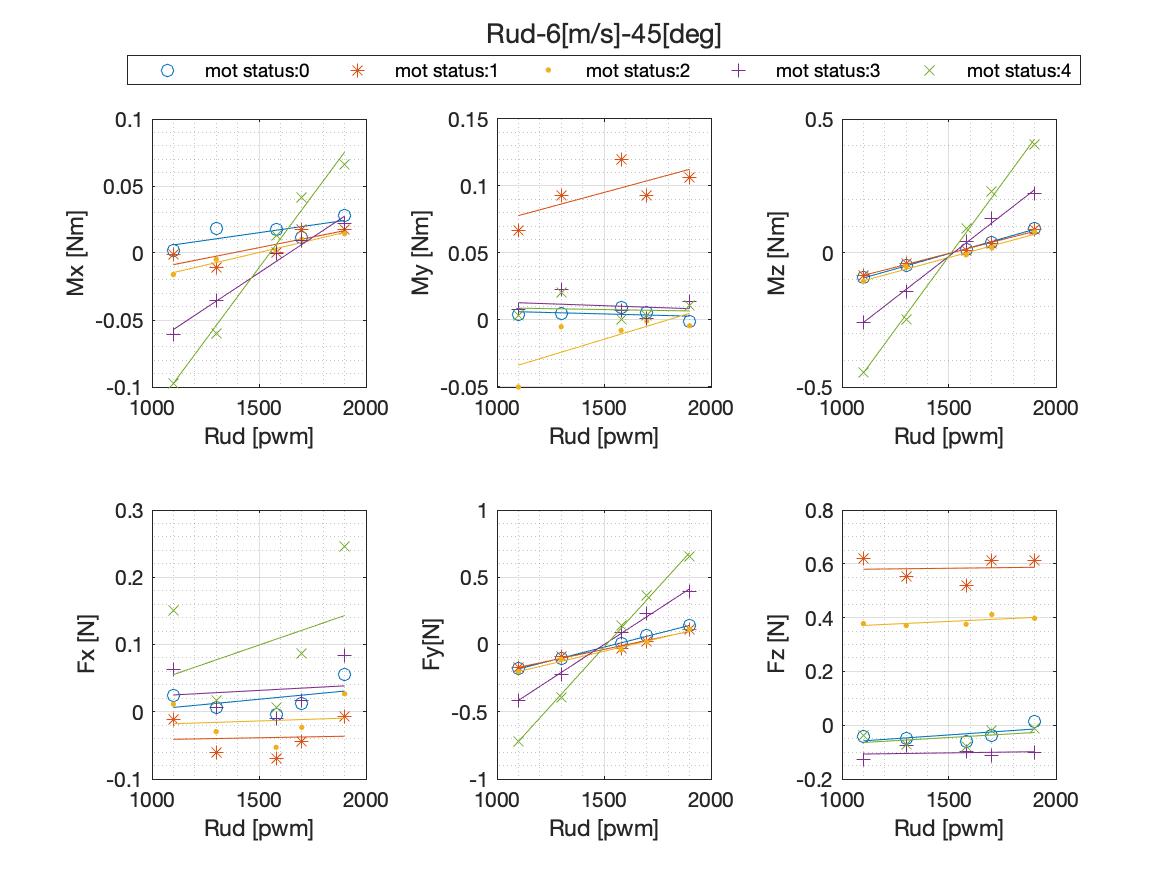 Rud-6[m/s]-45[deg]
mot status:0 mot status:1 mot status:2 mot status:3 mot status:4
0.1
0.05
0
-0.05
-0.1
Mx [Nm]
1000 1500 2000
Rud [pwm]
0.15
0.1
0.05
0
-0.05
My [Nm]
1000 1500 2000
Rud [pwm]
0.5
0
-0.5
Mz [Nm]
1000 1500 2000
Rud [pwm]
0.3
0.2
0.1
0
-0.1
Fx [N]
1000 1500 2000
Rud [pwm]
1
0.5
0
-0.5
-1
Fy[N]
1000 1500 2000
Rud [pwm]
0.8
0.6
0.4
0.2
0
-0.2
Fz [N]
1000 1500 2000
Rud [pwm]